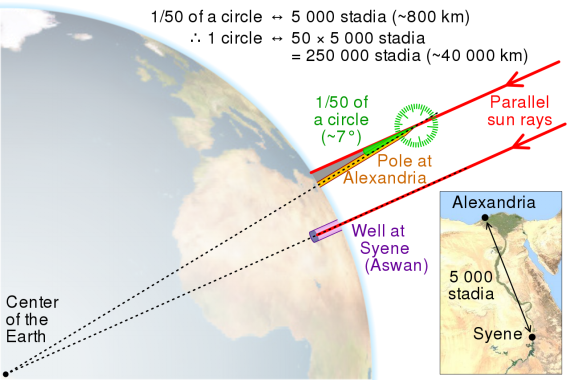 1/50 of a circle ↔ 5 000 stadia (~800 km)
∴ 1 circle ↔ 50 × 5 000 stadia
= 250 000 stadia (~40 000 km)
1/50 of
a circle
(~7°)
Parallel
sun rays
Pole at
Alexandria
Well at
Syene
(Aswan)
Center
of the
Earth
Alexandria
5 000
stadia
Syene